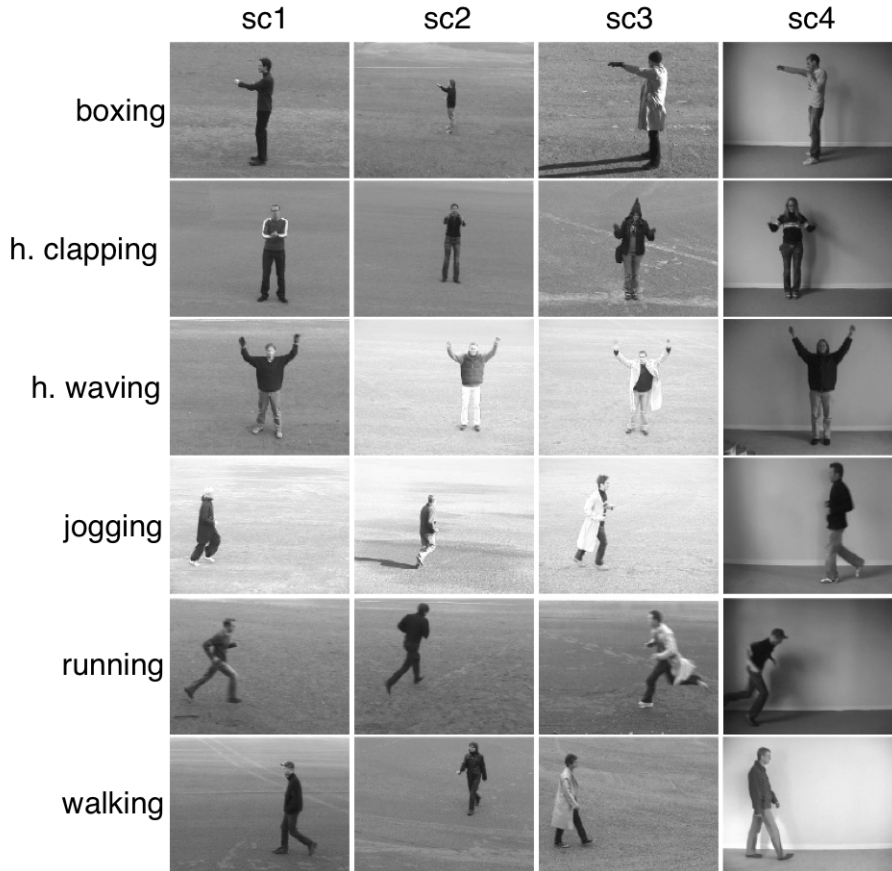 sc1 sc2 sc3 sc4
boxing
h. clapping
h. waving
jogging
running
walking